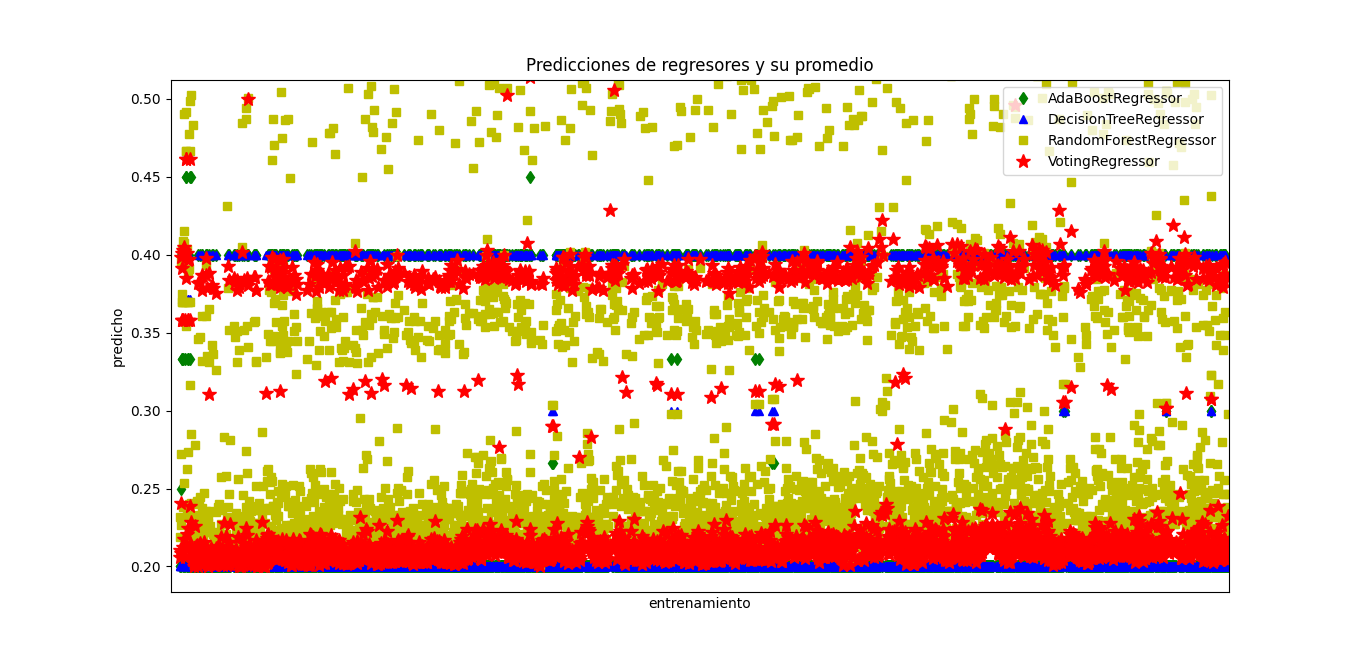 Predicciones de regresores y su promedio
AdaBoostRegressor
DecisionTreeRegressor
RandomForestRegressor
VotingRegressor
0.50
0.45
0.40
0.35
0.30
0.25
0.20
predicho
entrenamiento